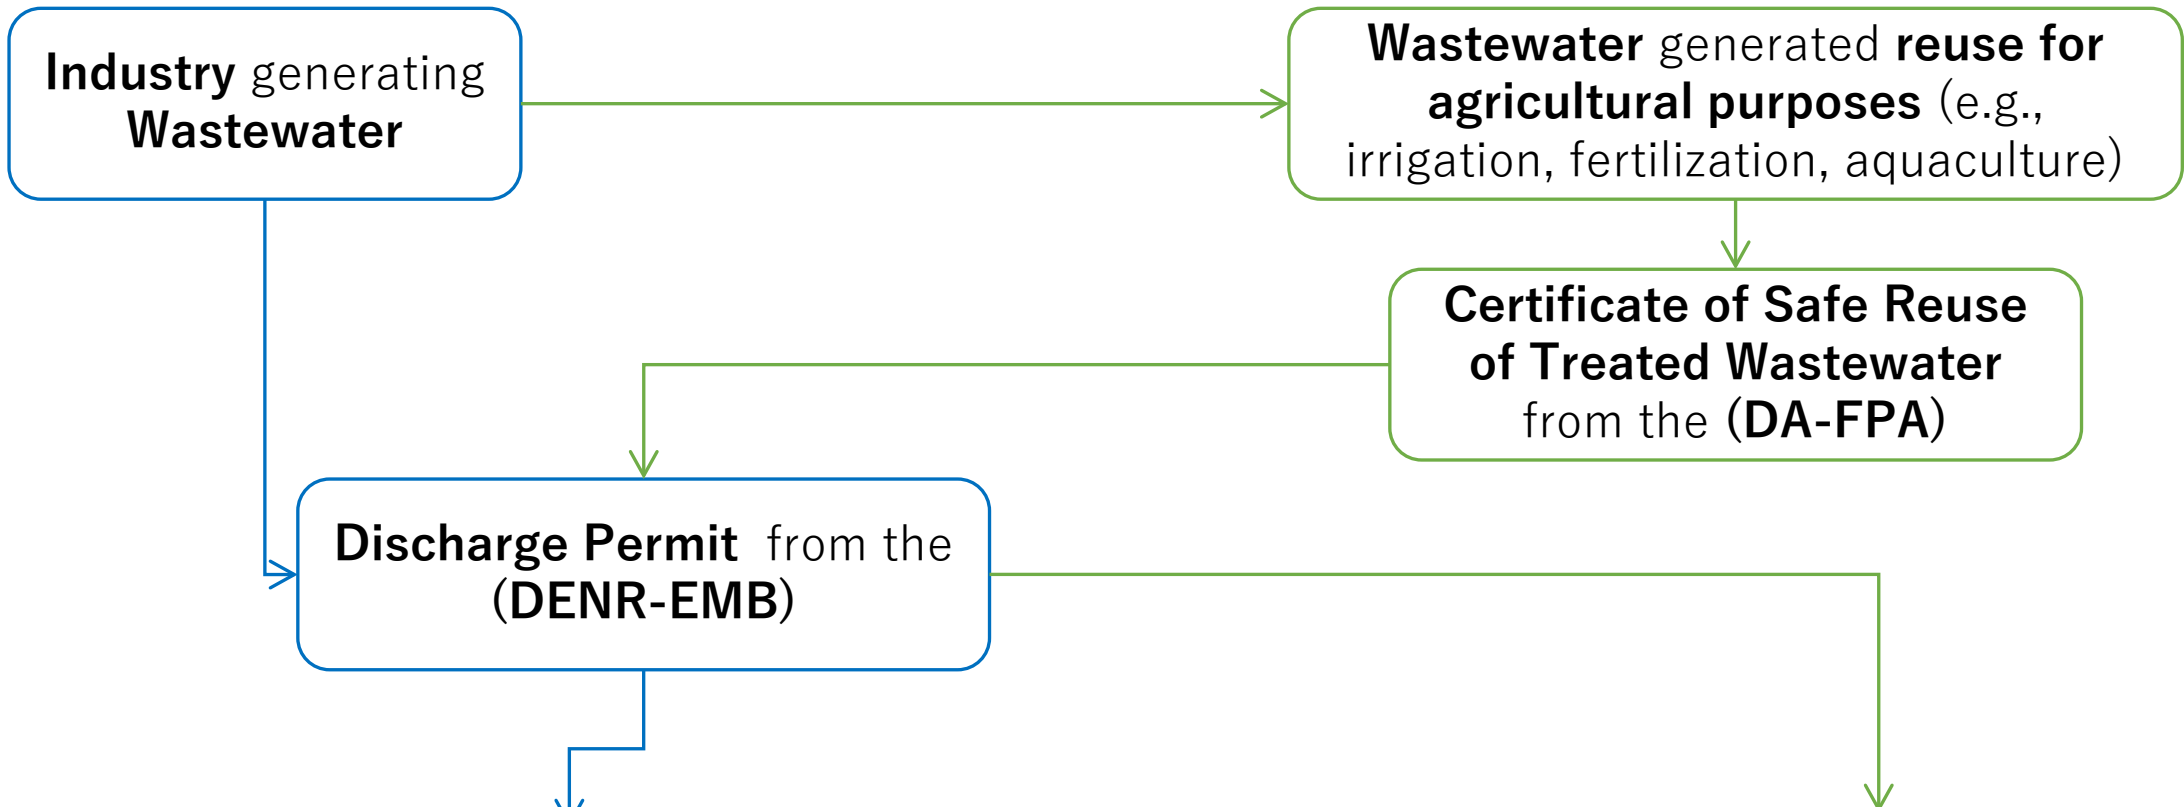 Industry generating
Wastewater
Wastewater generated reuse for
agricultural purposes (e.g.,
irrigation, fertilization, aquaculture)
Certificate of Safe Reuse
of Treated Wastewater
from the (DA-FPA)
Discharge Permit from the
(DENR-EMB)